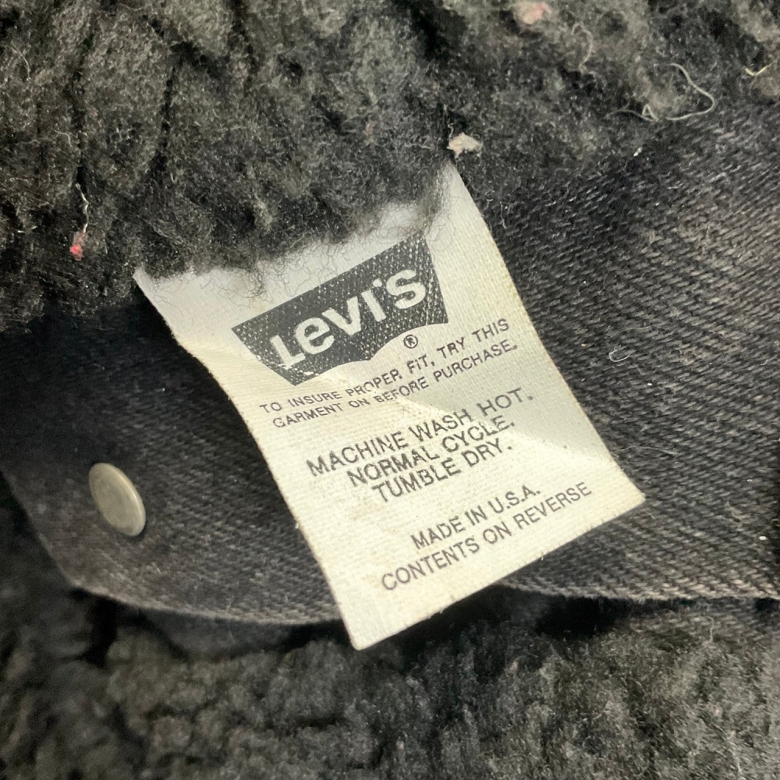 Levi's
®
TO INSURE PROPER FIT, TRY THIS
GARMENT ON BEFORE PURCHASE.
MACHINE WASH HOT.
NORMAL CYCLE.
TUMBLE DRY.
MADE IN U.S.A.
CONTENTS ON REVERSE